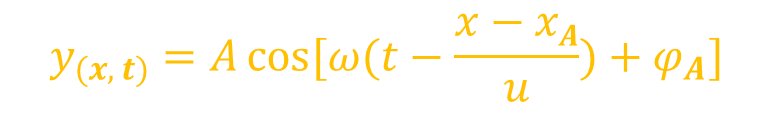 y(x, t) = A cos[ω(t − (x − x_A)/u) + φ_A]